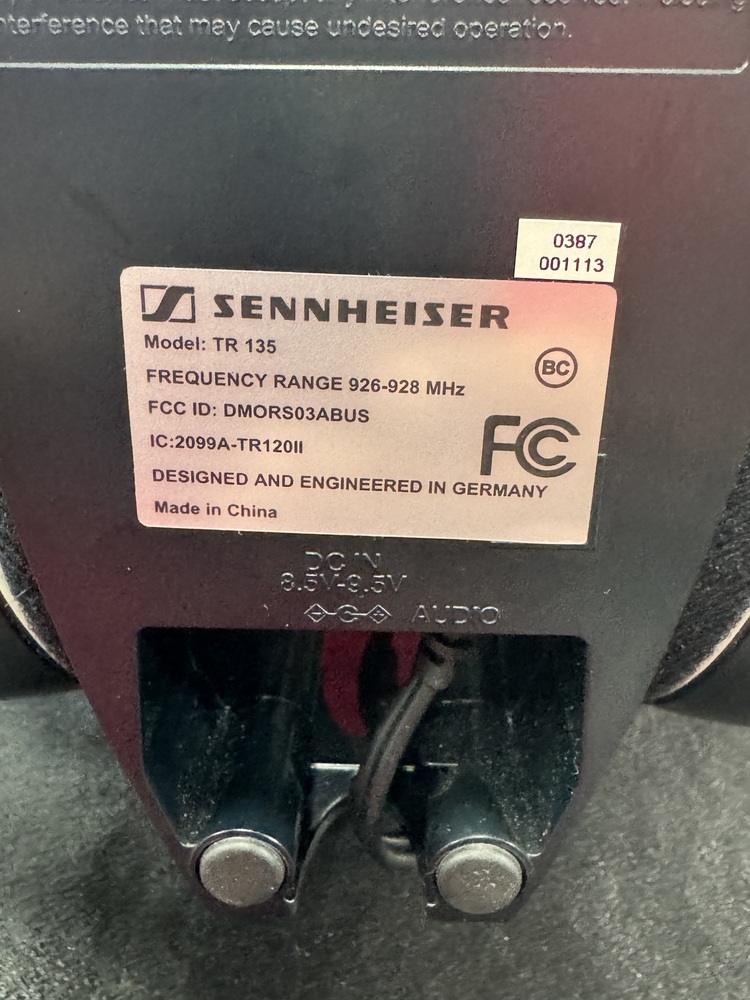 nterference that may cause undesired operation.
0387
001113
SENNHEISER
Model: TR 135
BC
FREQUENCY RANGE 926-928 MHz
FCC ID: DMORS03ABUS
FC
IC:2099A-TR120II
DESIGNED AND ENGINEERED IN GERMANY
Made in China
DC IN
8.5V-9.5V
AUDIO